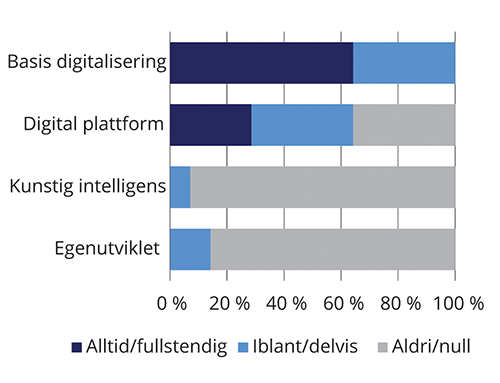 Basis digitalisering
Digital plattform
Kunstig intelligens
Egenutviklet
0 % 20 % 40 % 60 % 80 % 100 %
Alltid/fullstendig Iblant/delvis Aldri/null